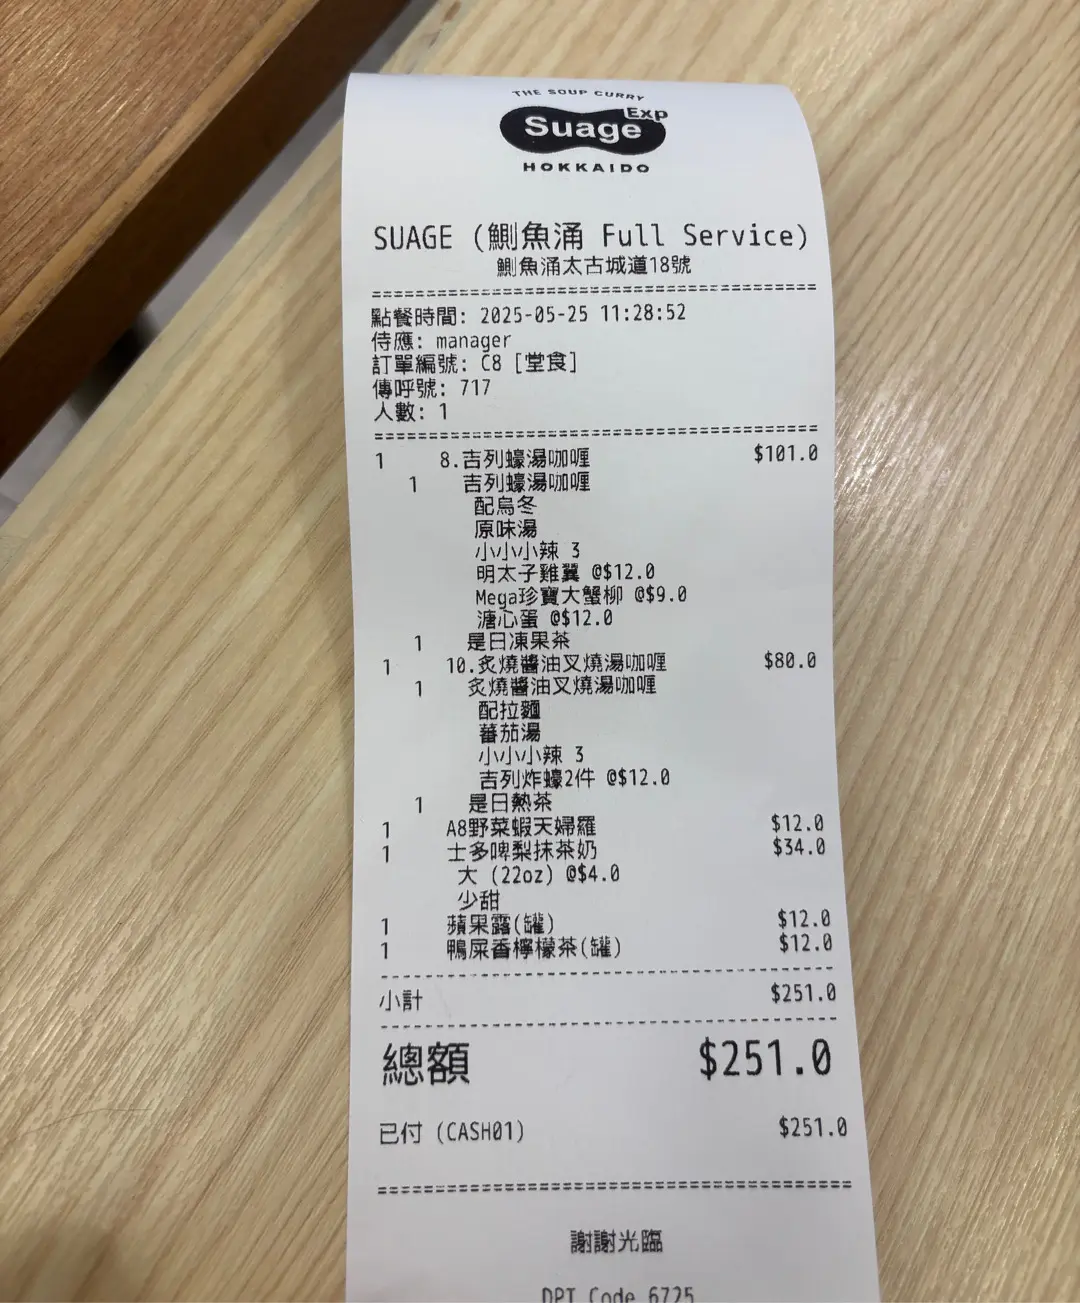 THE SOUP CURRY
Suage Exp
HOKKAIDO
SUAGE (鰂魚涌 Full Service)
鰂魚涌太古城道18號
點餐時間: 2025-05-25 11:28:52
侍應: manager
訂單編號: C8 [堂食]
傳呼號: 717
人數: 1
1 8.吉列蠔湯咖喱 $101.0
1 吉列蠔湯咖喱
配烏冬
原味湯
小小小辣 3
明太子雞翼 @$12.0
Mega珍寶大蟹柳 @$9.0
溏心蛋 @$12.0
1 是日凍果茶
1 10.炙燒醬油叉燒湯咖喱 $80.0
1 炙燒醬油叉燒湯咖喱
配拉麵
蕃茄湯
小小小辣 3
吉列炸蠔2件 @$12.0
1 是日熱茶
1 A8野菜蝦天婦羅 $12.0
1 士多啤梨抹茶奶 $34.0
大 (22oz) @$4.0
少甜
1 蘋果露(罐) $12.0
1 鴨屎香檸檬茶(罐) $12.0
小計 $251.0
總額 $251.0
已付 (CASH01) $251.0
謝謝光臨
DPT Code 6725